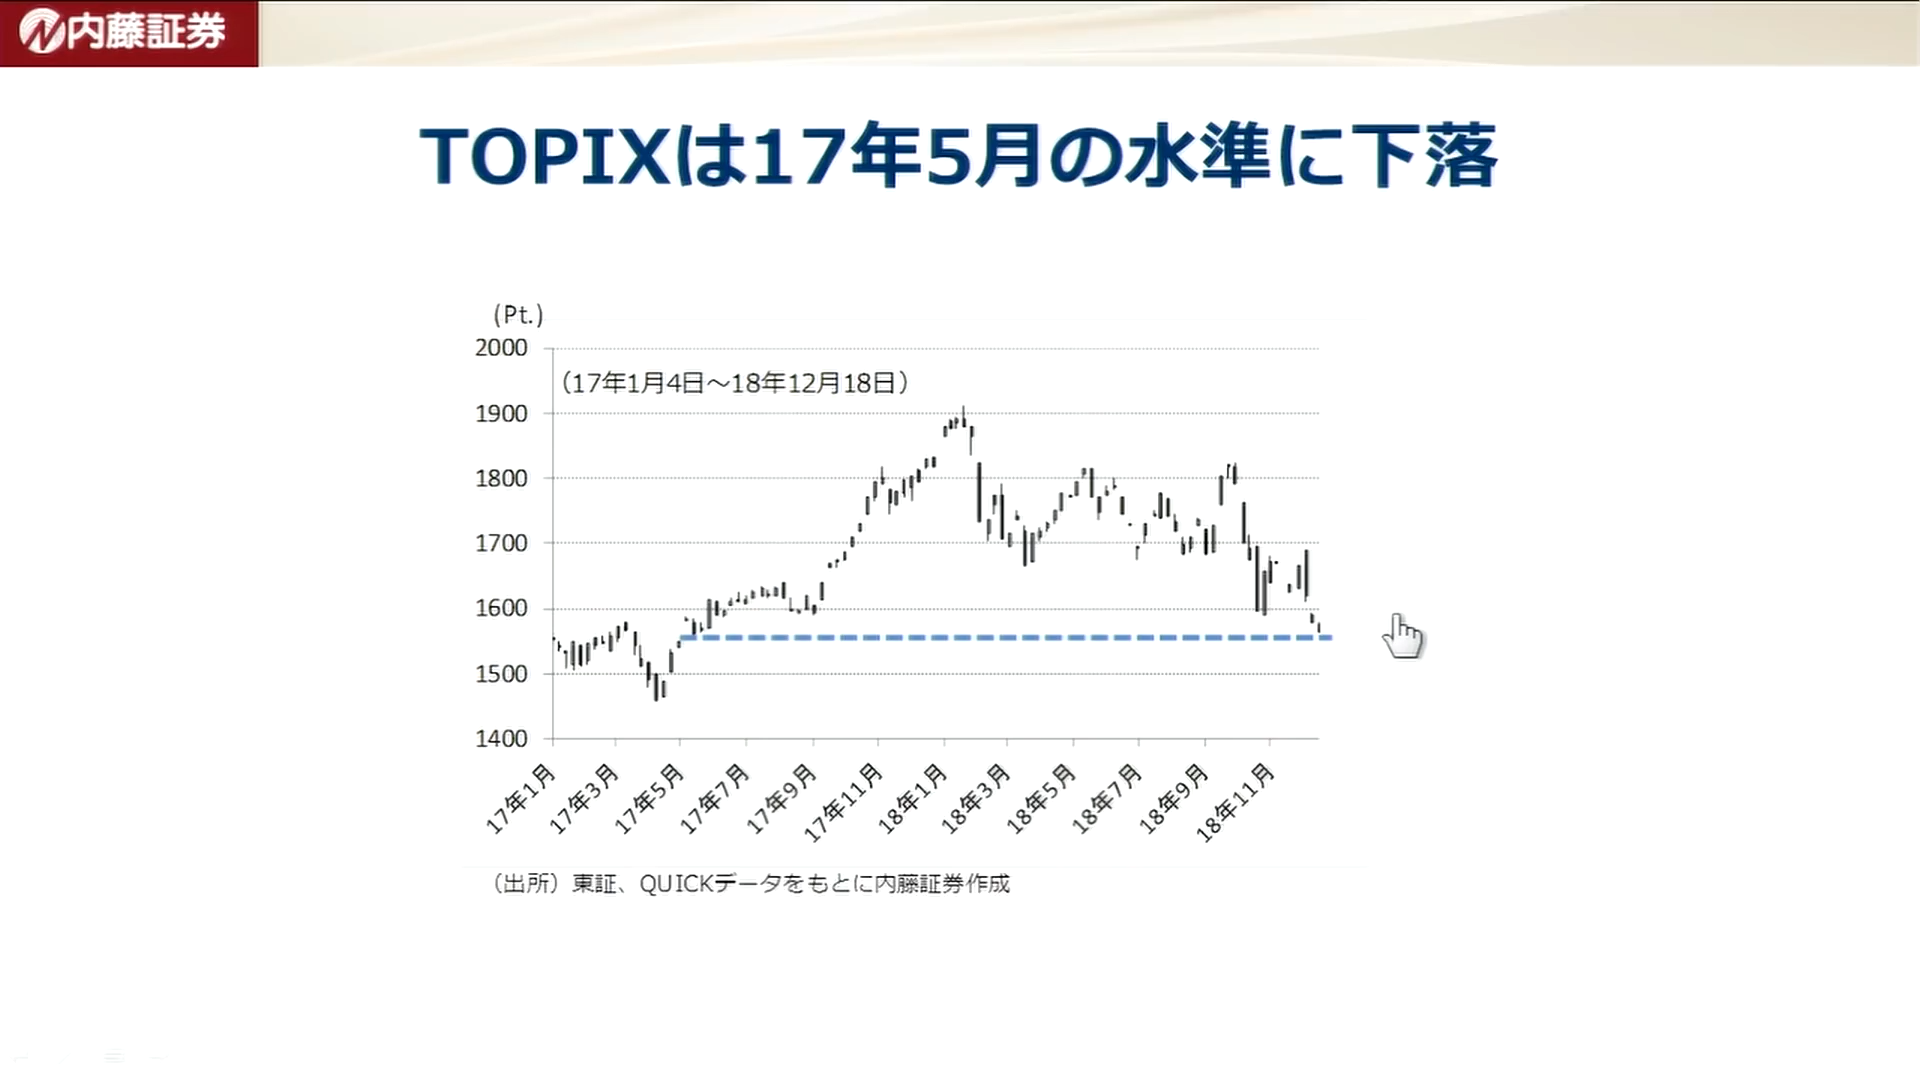 内藤証券
TOPIXは17年5月の水準に下落
(Pt.)
2000
（17年1月4日～18年12月18日）
1900
1800
1700
1600
1500
1400
17年1月
17年3月
17年5月
17年7月
17年9月
17年11月
18年1月
18年3月
18年5月
18年7月
18年9月
18年11月
（出所）東証、QUICKデータをもとに内藤証券作成